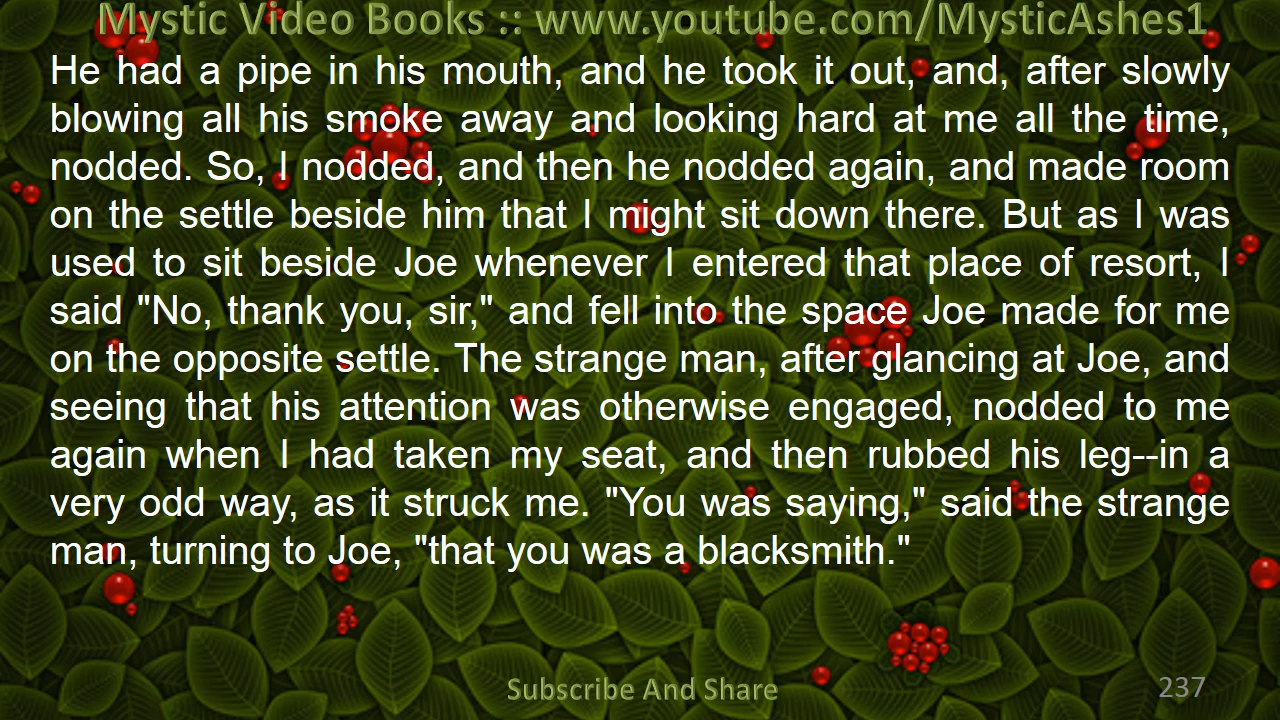 Mystic Video Books :: www.youtube.com/MysticAshes1
He had a pipe in his mouth, and he took it out, and, after slowly
blowing all his smoke away and looking hard at me all the time,
nodded. So, I nodded, and then he nodded again, and made room
on the settle beside him that I might sit down there. But as I was
used to sit beside Joe whenever I entered that place of resort, I
said "No, thank you, sir," and fell into the space Joe made for me
on the opposite settle. The strange man, after glancing at Joe, and
seeing that his attention was otherwise engaged, nodded to me
again when I had taken my seat, and then rubbed his leg--in a
very odd way, as it struck me. "You was saying," said the strange
man, turning to Joe, "that you was a blacksmith."
Subscribe And Share
237